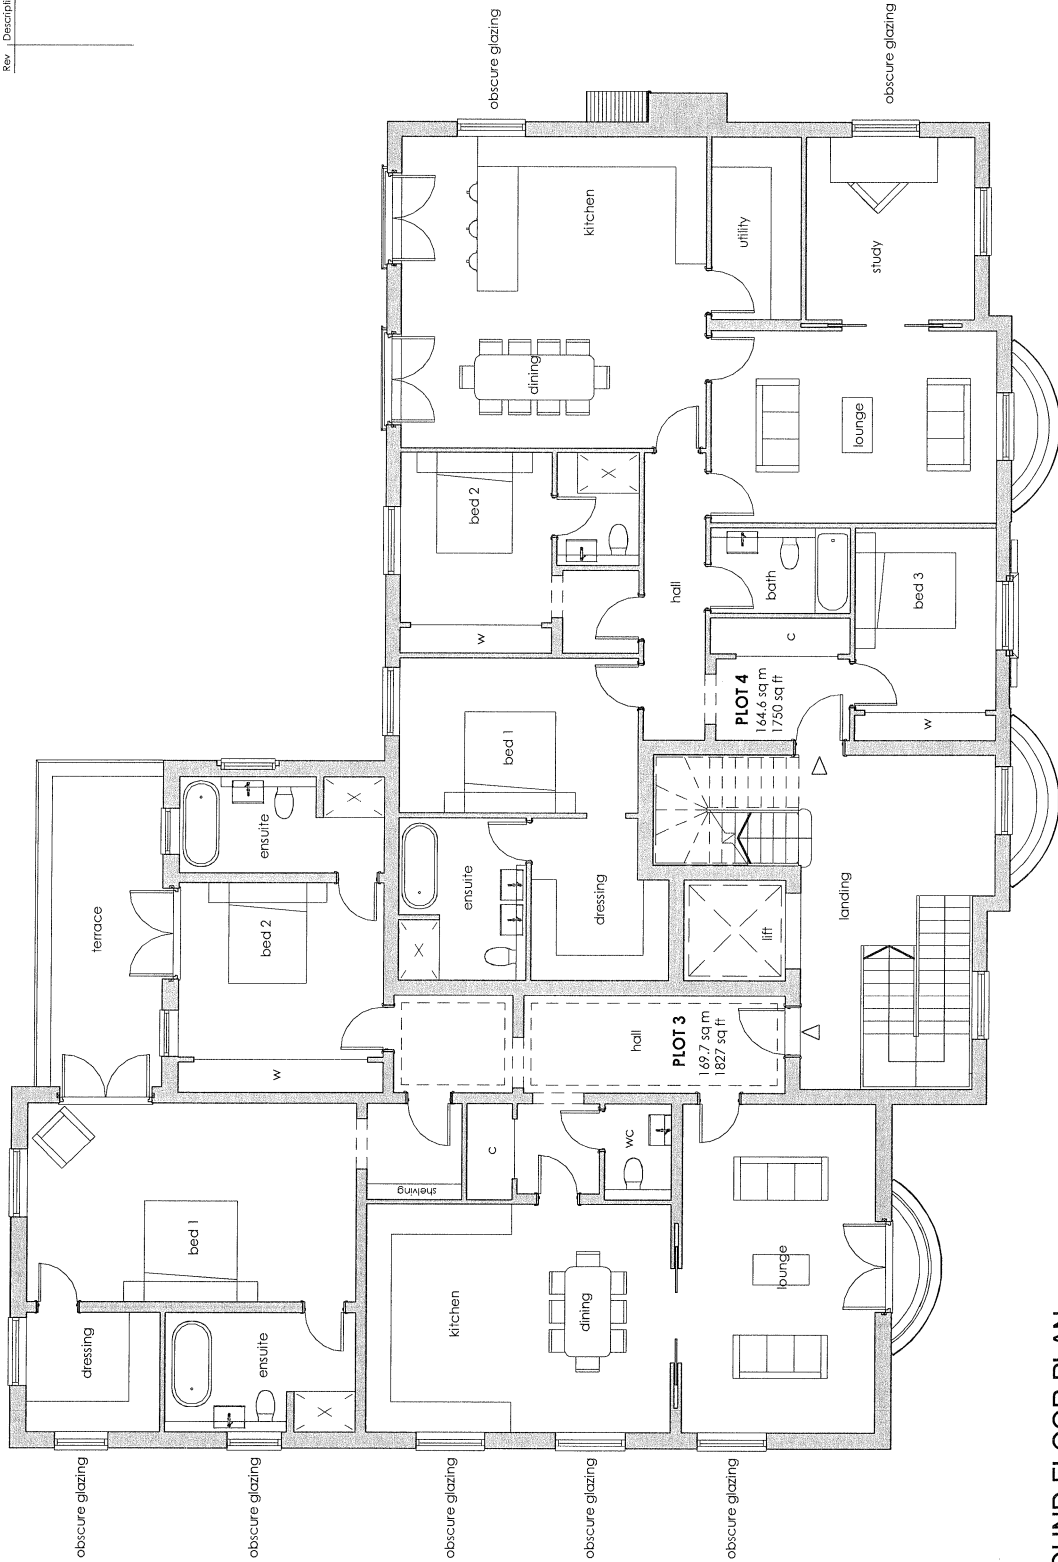 Rev
obscure glazing
obscure glazing
kitchen
utility
study
dining
lounge
bed 2
hall
bath
bed 3
w
c
PLOT 4
164.6 sq m
1750 sq ft
w
bed 1
ensuite
dressing
lift
landing
terrace
ensuite
bed 2
w
hall
PLOT 3
169.7 sq m
1827 sq ft
shelving
c
wc
bed 1
dressing
ensuite
kitchen
dining
lounge
obscure glazing
obscure glazing
obscure glazing
obscure glazing
obscure glazing
FLOOR PLAN